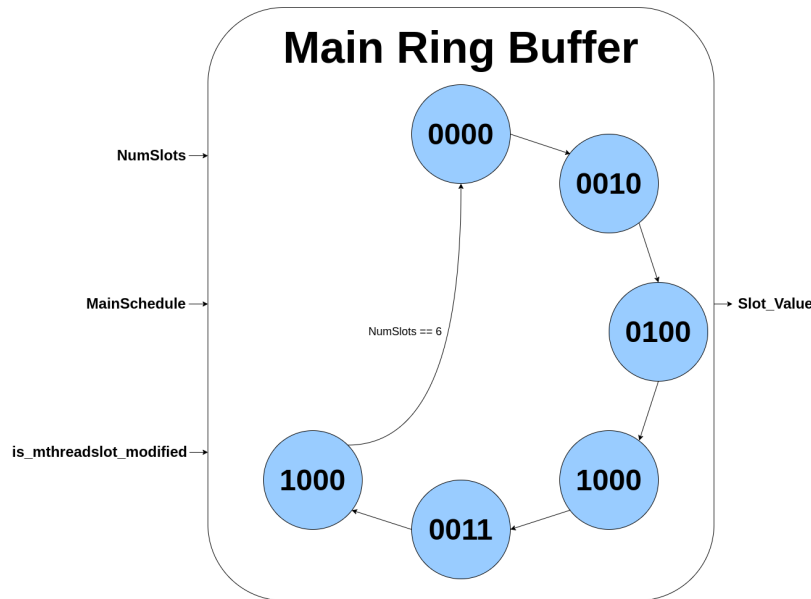 Main Ring Buffer
0000
NumSlots
0010
MainSchedule
Slot_Value
0100
NumSlots == 6
is_mthreadslot_modified
1000
1000
0011